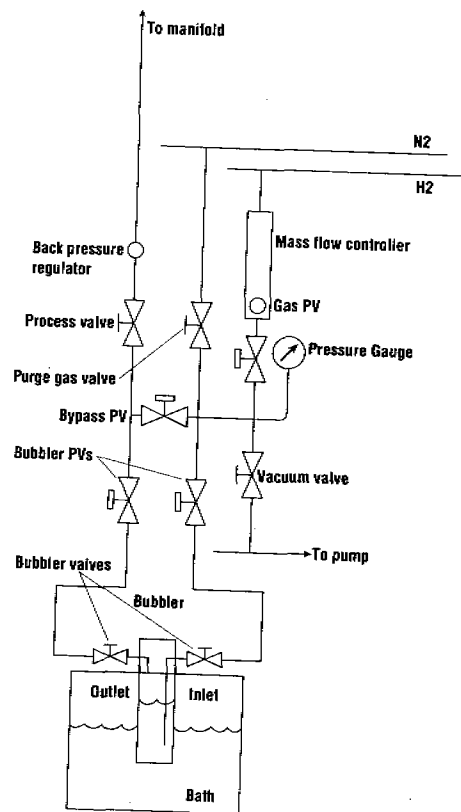 To manifold
N2
H2
Back pressure
regulator
Mass flow controller
Gas PV
Process valve
Pressure Gauge
Purge gas valve
Bypass PV
Bubbler PVs
Vacuum valve
To pump
Bubbler valves
Bubbler
Outlet
Inlet
Bath